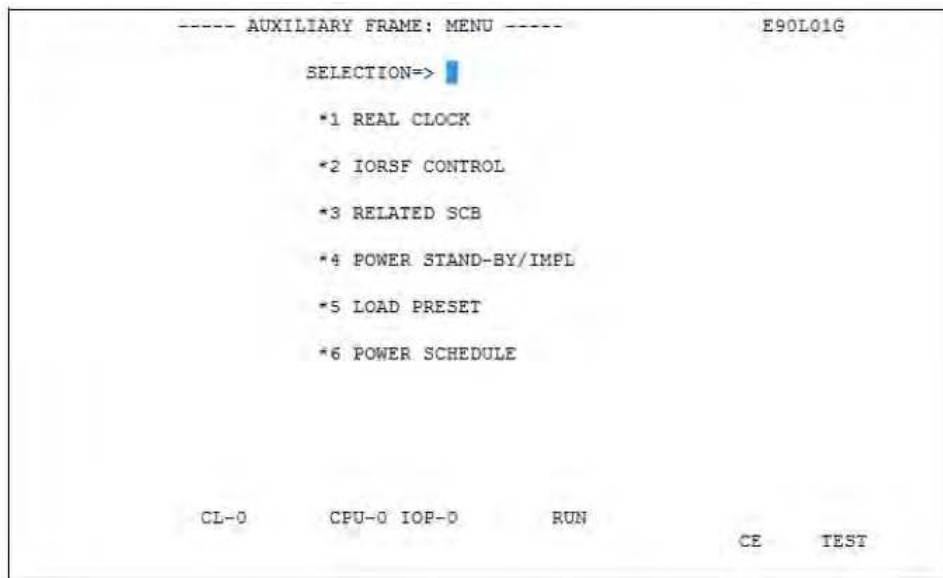 ----- AUXILIARY FRAME: MENU ----- E90L01G
SELECTION=>
*1 REAL CLOCK
*2 IORSF CONTROL
*3 RELATED SCB
*4 POWER STAND-BY/IMPL
*5 LOAD PRESET
*6 POWER SCHEDULE
CL-0 CPU-0 IOP-0 RUN
CE TEST